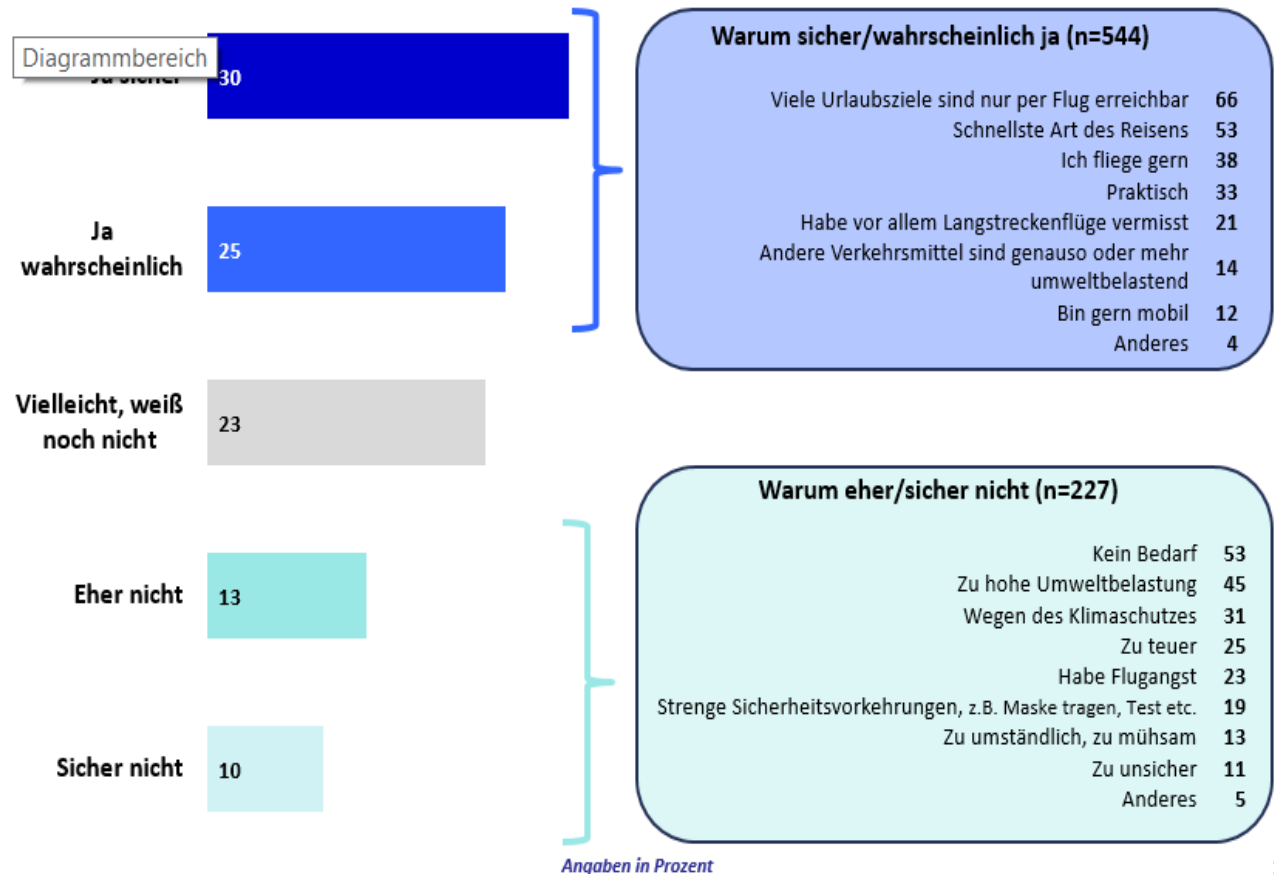 Diagrammbereich
30
Ja
wahrscheinlich
25
Vielleicht, weiß
noch nicht
23
Eher nicht
13
Sicher nicht
10
Warum sicher/wahrscheinlich ja (n=544)
Viele Urlaubsziele sind nur per Flug erreichbar 66
Schnellste Art des Reisens 53
Ich fliege gern 38
Praktisch 33
Habe vor allem Langstreckenflüge vermisst 21
Andere Verkehrsmittel sind genauso oder mehr
umweltbelastend 14
Bin gern mobil 12
Anderes 4
Warum eher/sicher nicht (n=227)
Kein Bedarf 53
Zu hohe Umweltbelastung 45
Wegen des Klimaschutzes 31
Zu teuer 25
Habe Flugangst 23
Strenge Sicherheitsvorkehrungen, z.B. Maske tragen, Test etc. 19
Zu umständlich, zu mühsam 13
Zu unsicher 11
Anderes 5
Angaben in Prozent